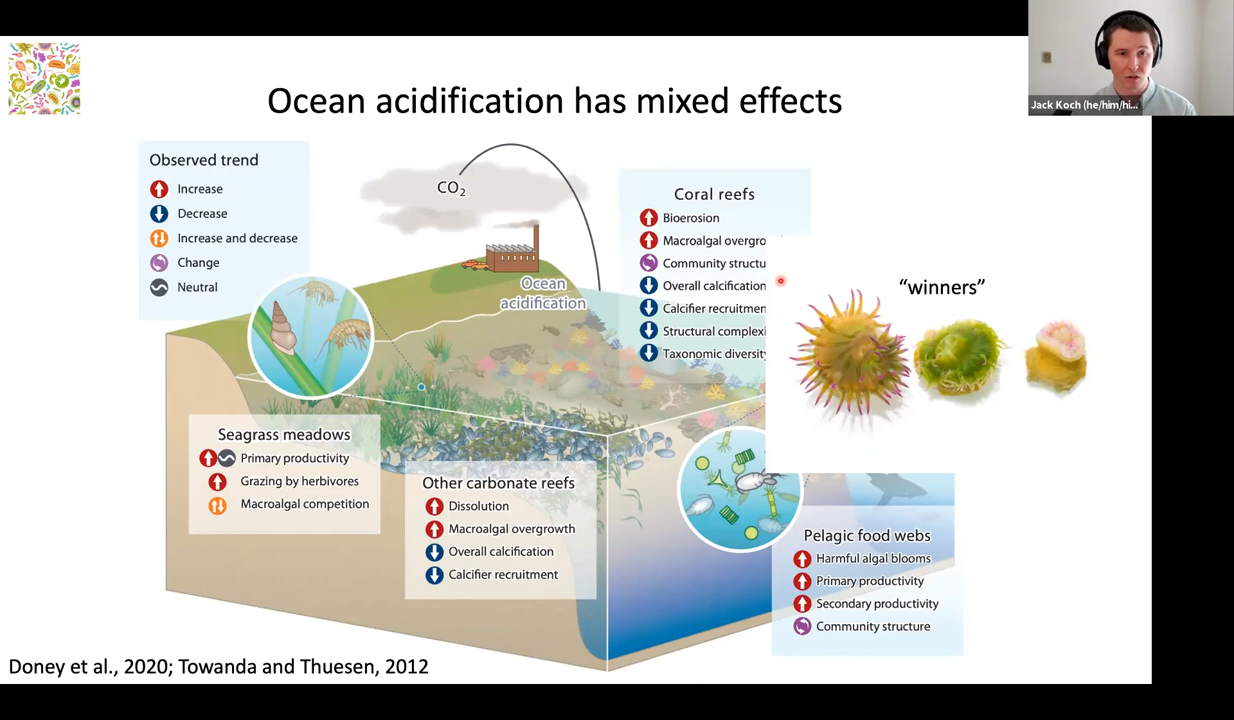 Jack Koch (he/him/hi...
Ocean acidification has mixed effects
Observed trend
Increase
Decrease
Increase and decrease
Change
Neutral
CO₂
Ocean
acidification
Coral reefs
Bioerosion
Macroalgal overgro
Community structu
Overall calcification
Calcifier recruitmen
Structural complexi
Taxonomic diversity
“winners”
Seagrass meadows
Primary productivity
Grazing by herbivores
Macroalgal competition
Other carbonate reefs
Dissolution
Macroalgal overgrowth
Overall calcification
Calcifier recruitment
Pelagic food webs
Harmful algal blooms
Primary productivity
Secondary productivity
Community structure
Doney et al., 2020; Towanda and Thuesen, 2012